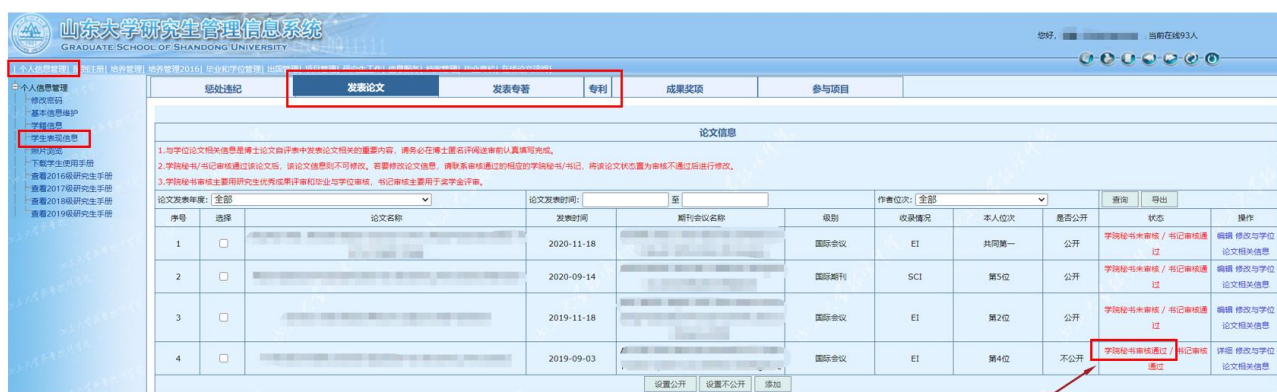 山东大学研究生管理信息系统
GRADUATE SCHOOL OF SHANDONG UNIVERSITY
您好， 当前在线93人
个人信息管理| 培养管理| 培养管理2016| 毕业和学位管理| 出国管理|
个人信息管理
修改密码
基本信息维护
学籍信息
学生表现信息
照片浏览
下载学生使用手册
查看2016级研究生手册
查看2017级研究生手册
查看2018级研究生手册
查看2019级研究生手册
惩处违纪 发表论文 发表专著 专利 成果奖项 参与项目
论文信息
1.与学位论文相关信息是博士论文自评表中发表论文相关的重要内容，请务必在博士匿名评阅送审前认真填写完成。
2.学院秘书/书记审核通过该论文后，该论文信息则不可修改。若要修改论文信息，请联系审核通过的相应的学院秘书/书记，将该论文状态置为审核不通过后进行修改。
3.学院秘书审核主要用研究生优秀成果评审和毕业与学位审核，书记审核主要用于奖学金评审。
论文发表年度: 全部 论文发表时间: 至 作者位次: 全部 查询 导出
序号 选择 论文名称 发表时间 期刊会议名称 级别 收录情况 本人位次 是否公开 状态 操作
1 2020-11-18 国际会议 EI 共同第一 公开 学院秘书未审核 / 书记审核通过 编辑 修改与学位论文相关信息
2 2020-09-14 国际期刊 SCI 第5位 公开 学院秘书未审核 / 书记审核通过 编辑 修改与学位论文相关信息
3 2019-11-18 国际会议 EI 第2位 公开 学院秘书未审核 / 书记审核通过 编辑 修改与学位论文相关信息
4 2019-09-03 国际会议 EI 第4位 不公开 学院秘书审核通过 / 书记审核通过 详细 修改与学位论文相关信息
设置公开 设置不公开 添加